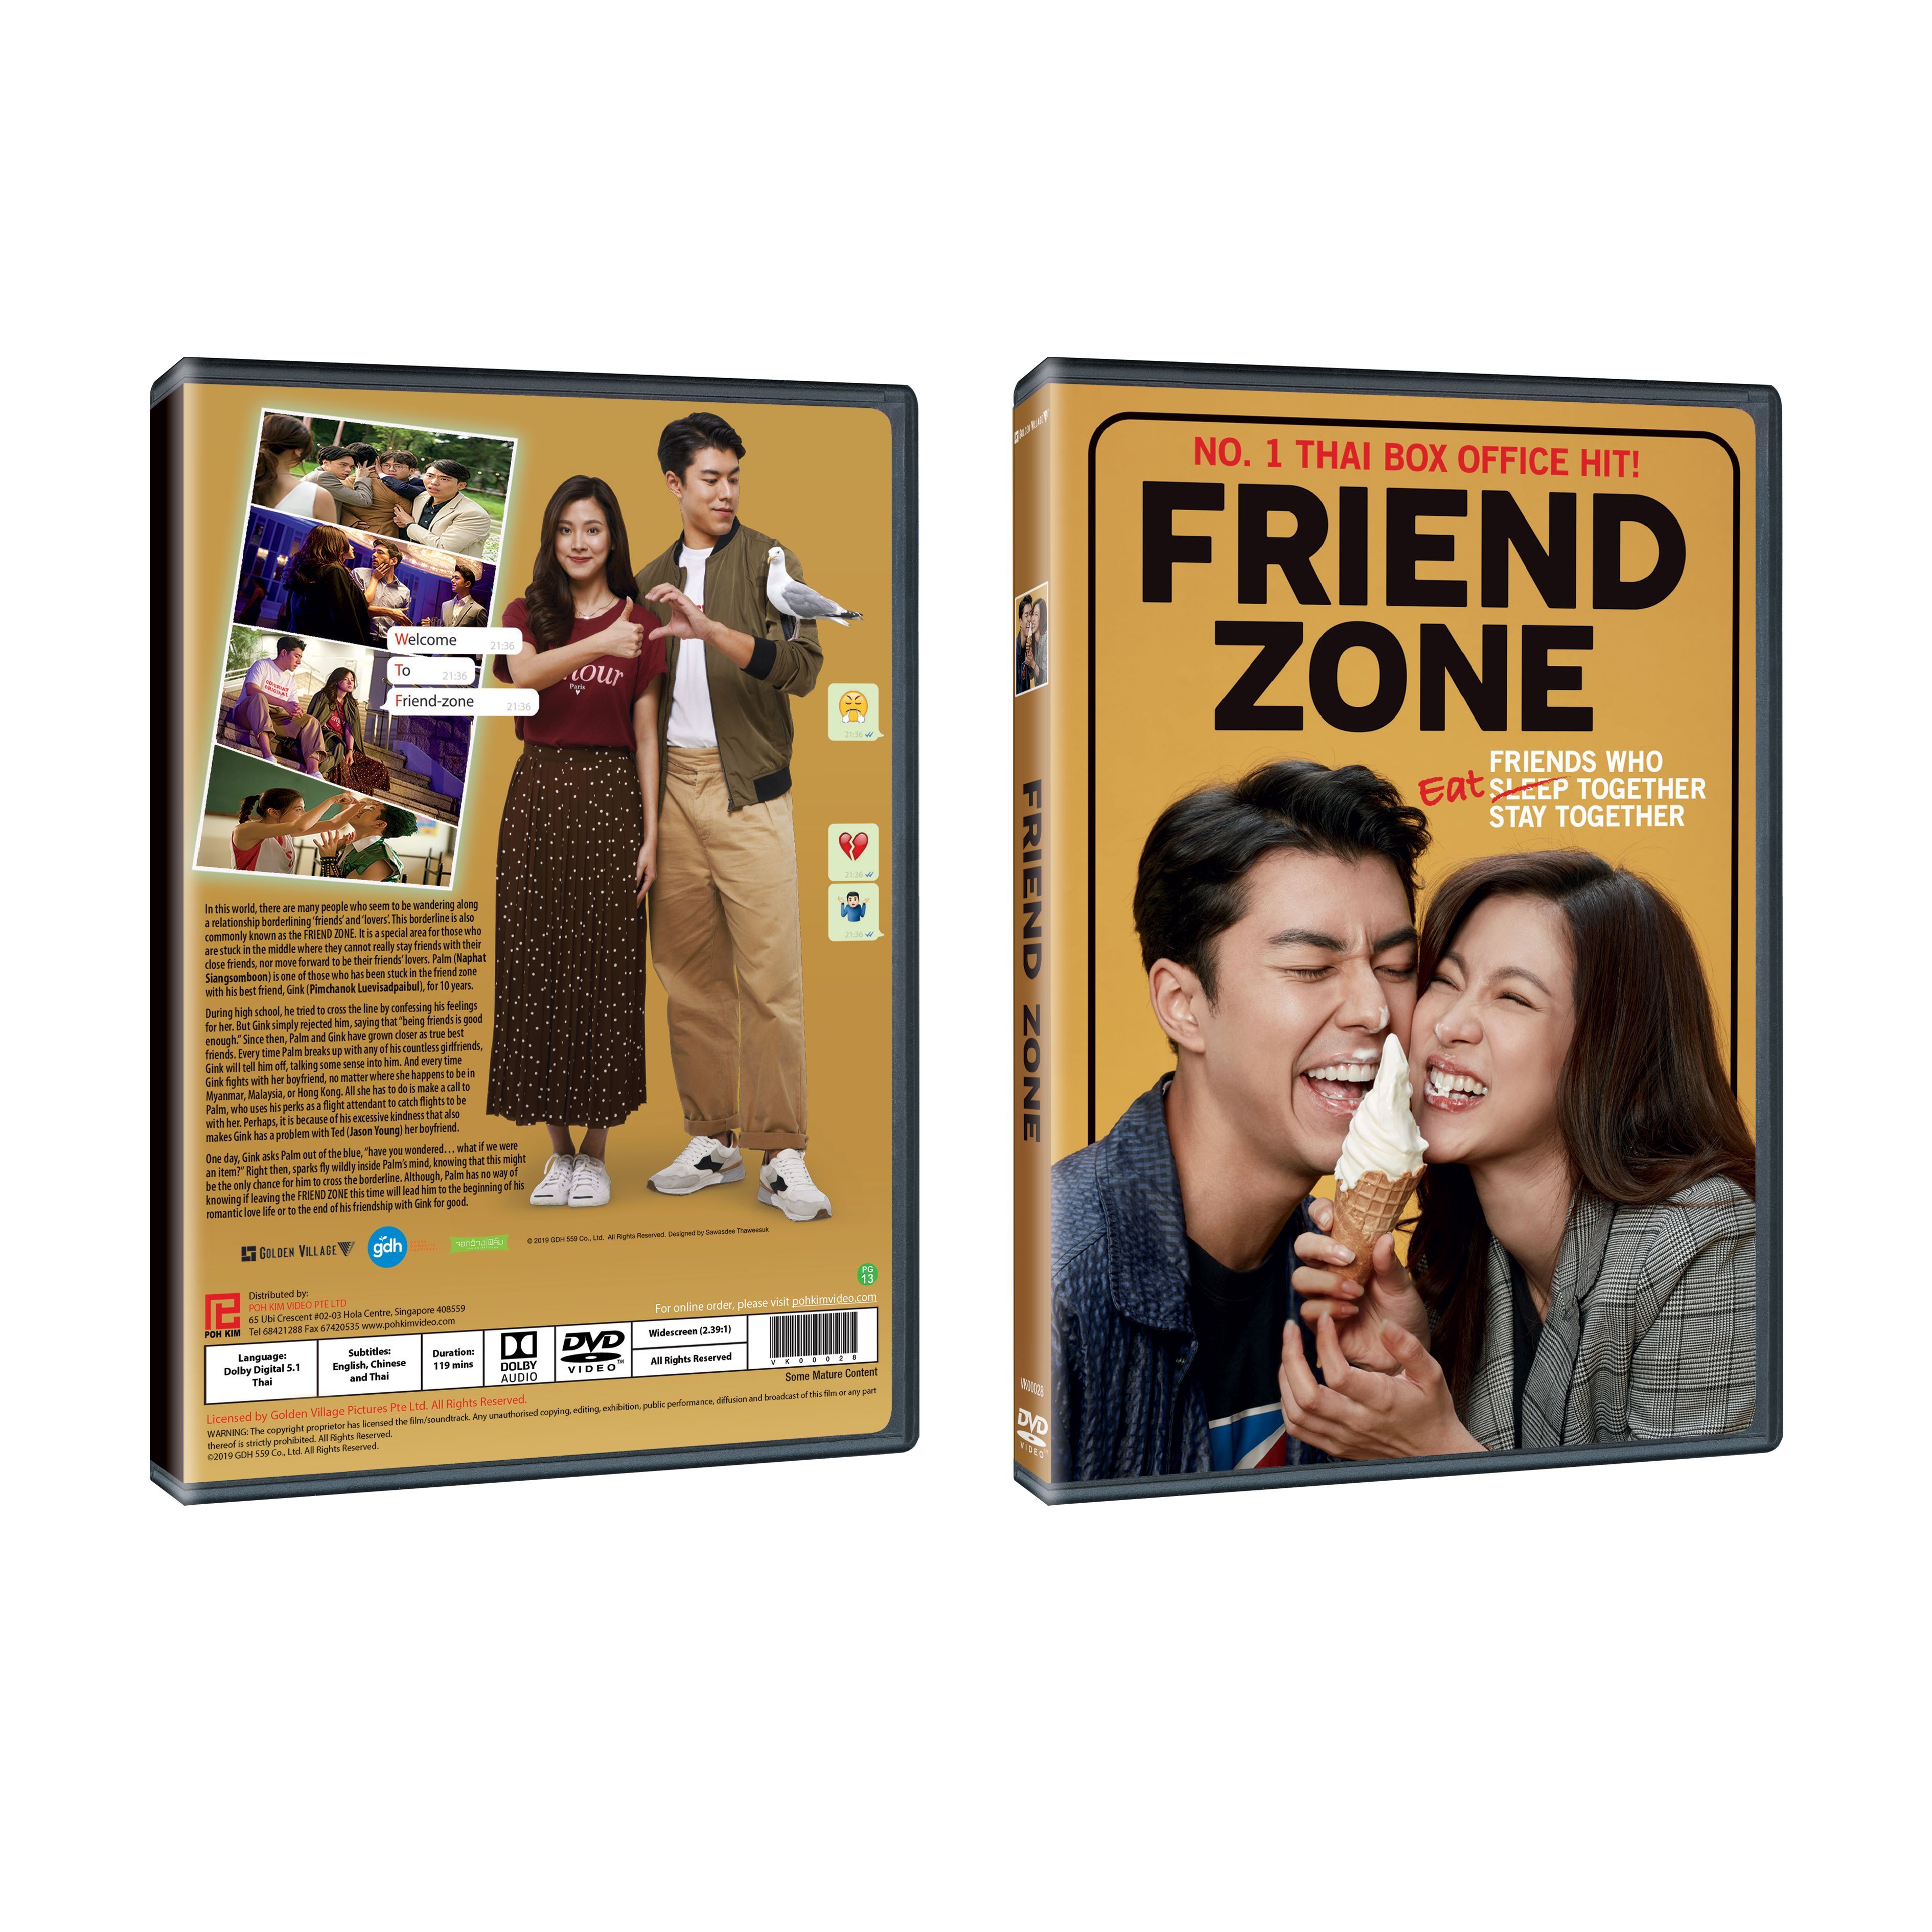 Welcome 21:36
To 21:36
Friend-zone 21:36
our
Paris
21:36
21:36
21:36
In this world, there are many people who seem to be wandering along
a relationship borderlining 'friends' and 'lovers'. This borderline is also
commonly known as the FRIEND ZONE. It is a special area for those who
are stuck in the middle where they cannot really stay friends with their
close friends, nor move forward to be their friends' lovers. Palm (Naphat
Siangsomboon) is one of those who has been stuck in the friend zone
with his best friend, Gink (Pimchanok Luevisadpaibul), for 10 years.
During high school, he tried to cross the line by confessing his feelings
for her. But Gink simply rejected him, saying that "being friends is good
enough." Since then, Palm and Gink have grown closer as true best
friends. Every time Palm breaks up with any of his countless girlfriends,
Gink will tell him off, talking some sense into him. And every time
Gink fights with her boyfriend, no matter where she happens to be in
Myanmar, Malaysia, or Hong Kong. All she has to do is make a call to
Palm, who uses his perks as a flight attendant to catch flights to be
with her. Perhaps, it is because of his excessive kindness that also
makes Gink has a problem with Ted (Jason Young) her boyfriend.
One day, Gink asks Palm out of the blue, "have you wondered... what if we were
an item?" Right then, sparks fly wildly inside Palm's mind, knowing that this might
be the only chance for him to cross the borderline. Although, Palm has no way of
knowing if leaving the FRIEND ZONE this time will lead him to the beginning of his
romantic love life or to the end of his friendship with Gink for good.
GOLDEN VILLAGE
gdh
© 2019 GDH 559 Co., Ltd. All Rights Reserved. Designed by Sawasdee Thaweesuk
PG
13
Distributed by:
POH KIM VIDEO PTE LTD
65 Ubi Crescent #02-03 Hola Centre, Singapore 408559
Tel 68421288 Fax 67420535 www.pohkimvideo.com
POH KIM
For online order, please visit pohkimvideo.com
Language:
Dolby Digital 5.1
Thai
Subtitles:
English, Chinese
and Thai
Duration:
119 mins
DOLBY
AUDIO
DVD
VIDEO™
Widescreen (2.39:1)
All Rights Reserved
VK00028
Some Mature Content
Licensed by Golden Village Pictures Pte Ltd. All Rights Reserved.
WARNING: The copyright proprietor has licensed the film/soundtrack. Any unauthorised copying, editing, exhibition, public performance, diffusion and broadcast of this film or any part
thereof is strictly prohibited. All Rights Reserved.
©2019 GDH 559 Co., Ltd. All Rights Reserved.
GOLDEN VILLAGE
FRIEND ZONE
VK00028
DVD
VIDEO
NO. 1 THAI BOX OFFICE HIT!
FRIEND
ZONE
FRIENDS WHO
Eat SLEEP TOGETHER
STAY TOGETHER